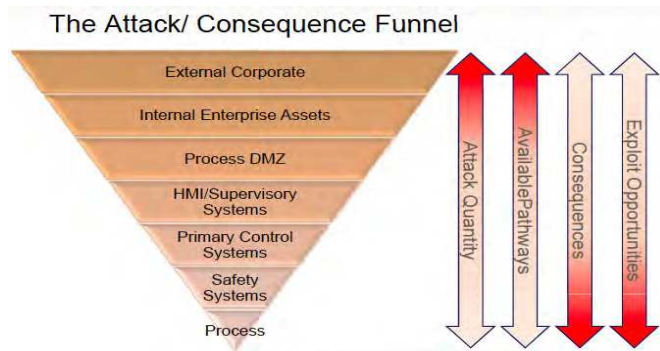 The Attack/ Consequence Funnel
External Corporate
Internal Enterprise Assets
Process DMZ
HMI/Supervisory
Systems
Primary Control
Systems
Safety
Systems
Process
Attack Quantity
AvailablePathways
Consequences
Exploit Opportunities